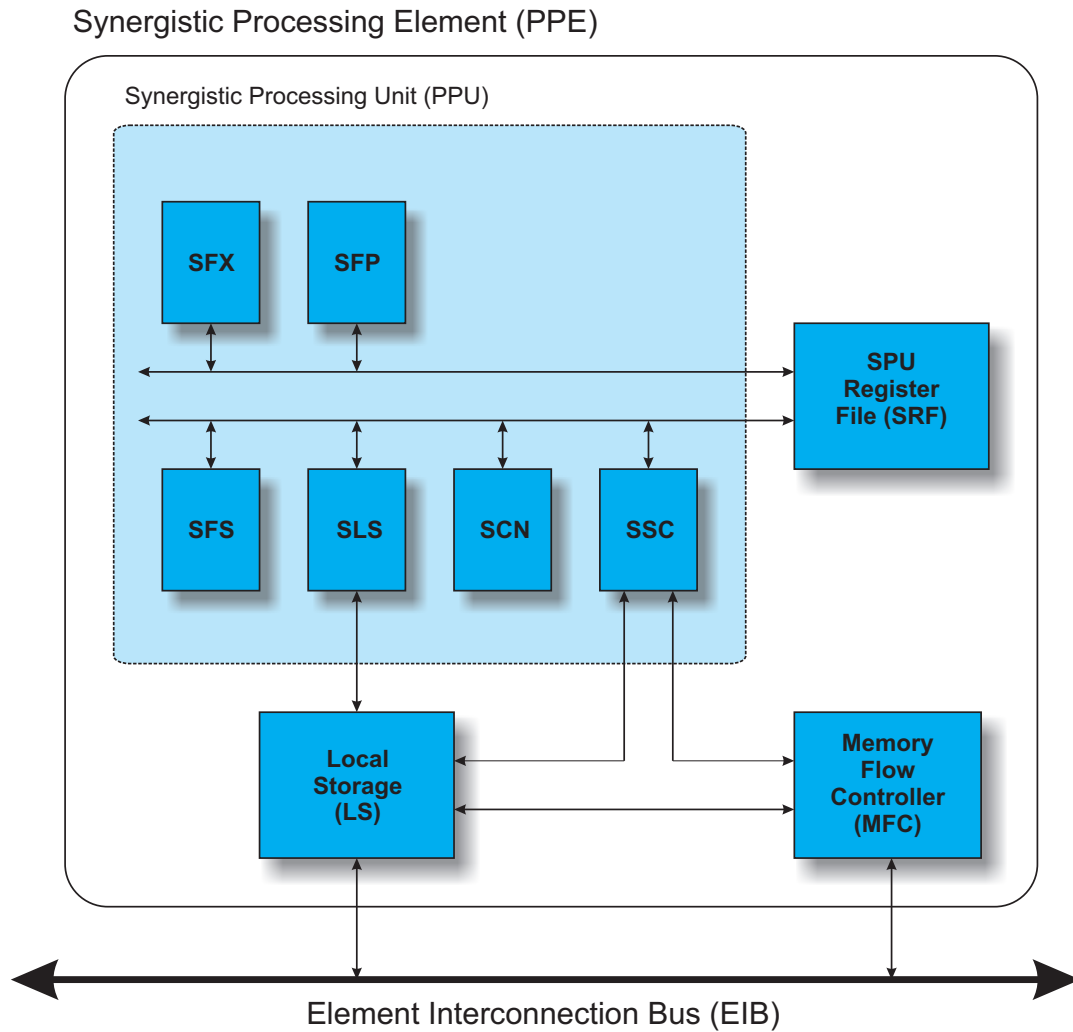 Synergistic Processing Element (PPE)
Synergistic Processing Unit (PPU)
SFX
SFP
SPU
Register
File (SRF)
SFS
SLS
SCN
SSC
Local
Storage
(LS)
Memory
Flow
Controller
(MFC)
Element Interconnection Bus (EIB)